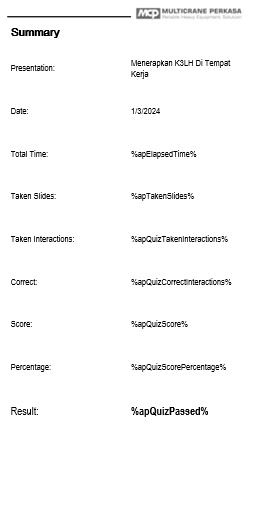 MCP MULTICRANE PERKASA
Reliable Heavy Equipment Solution
Summary
Presentation: Menerapkan K3LH Di Tempat
Kerja
Date: 1/3/2024
Total Time: %apElapsedTime%
Taken Slides: %apTakenSlides%
Taken Interactions: %apQuizTakenInteractions%
Correct: %apQuizCorrectInteractions%
Score: %apQuizScore%
Percentage: %apQuizScorePercentage%
Result: %apQuizPassed%